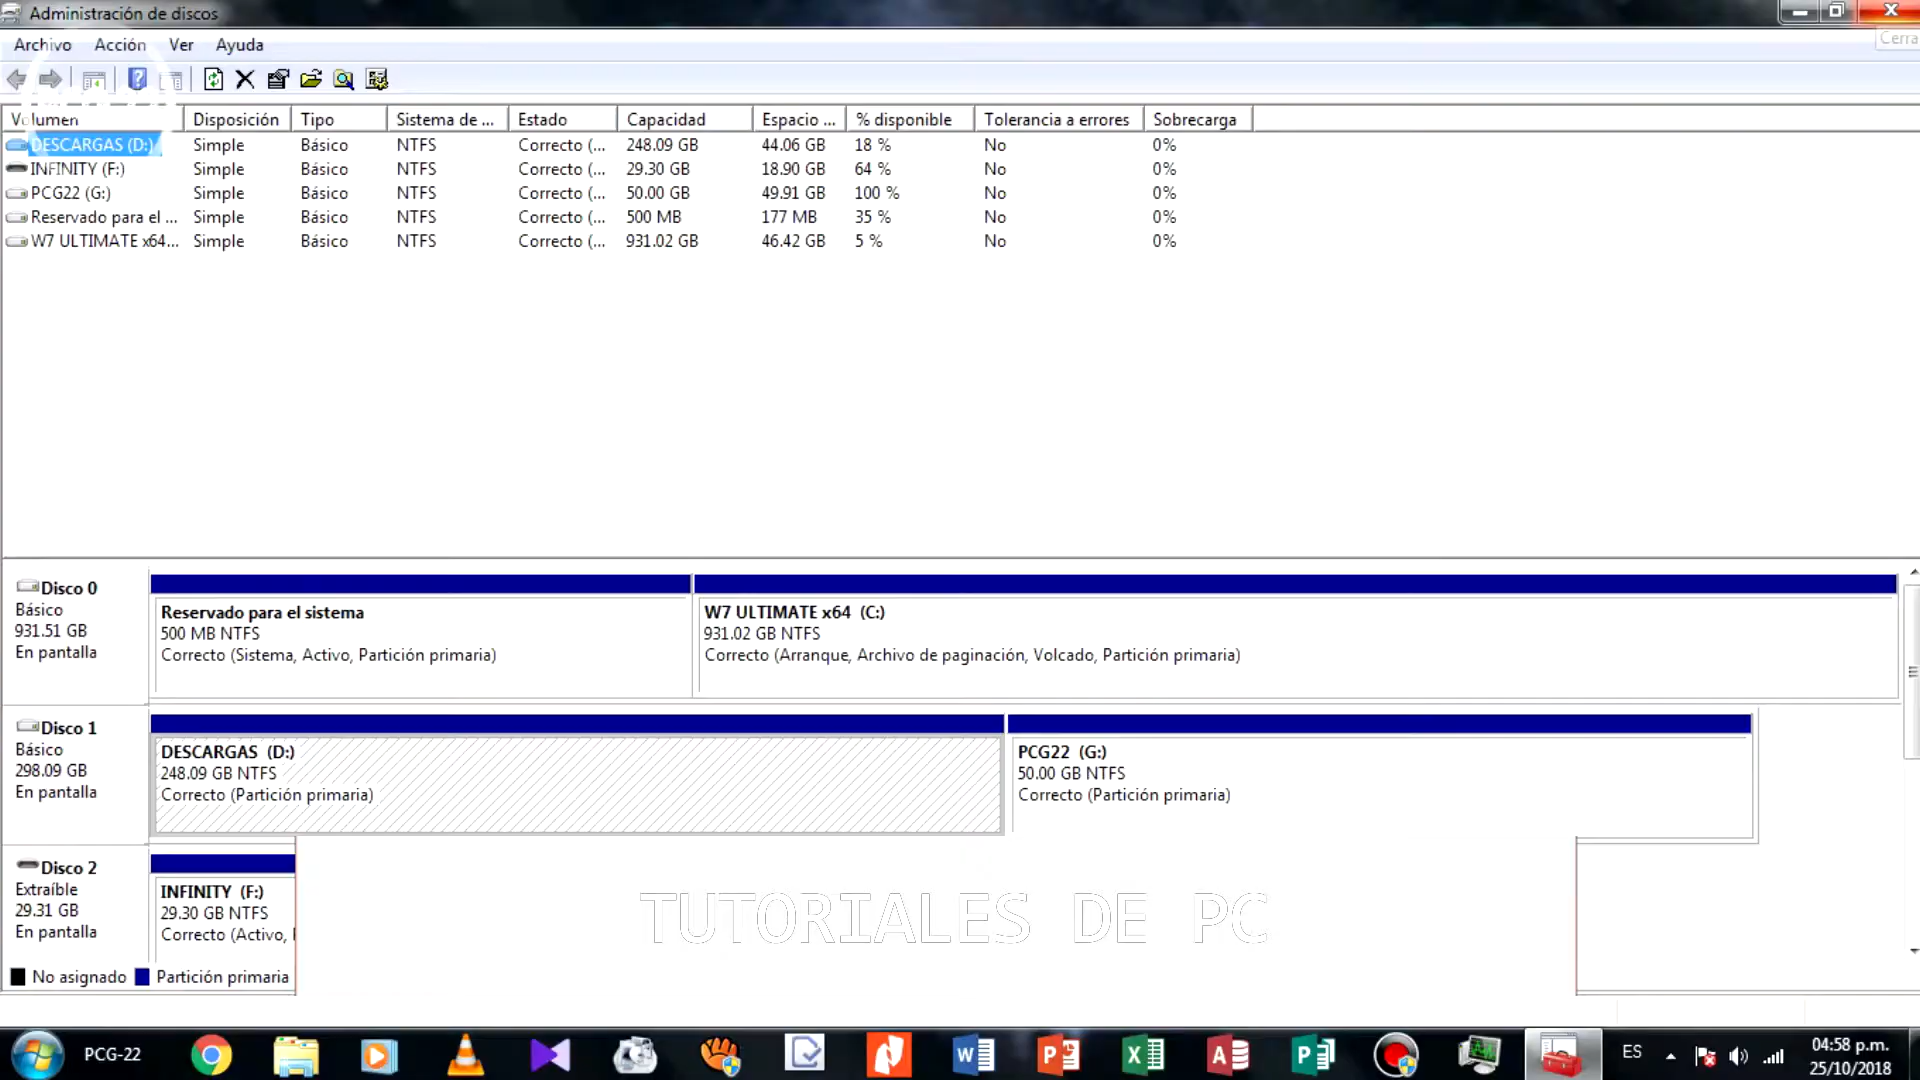 Administración de discos
Cerra
Archivo Acción Ver Ayuda
Volumen Disposición Tipo Sistema de ... Estado Capacidad Espacio ... % disponible Tolerancia a errores Sobrecarga
DESCARGAS (D:) Simple Básico NTFS Correcto (... 248.09 GB 44.06 GB 18 % No 0%
INFINITY (F:) Simple Básico NTFS Correcto (... 29.30 GB 18.90 GB 64 % No 0%
PCG22 (G:) Simple Básico NTFS Correcto (... 50.00 GB 49.91 GB 100 % No 0%
Reservado para el ... Simple Básico NTFS Correcto (... 500 MB 177 MB 35 % No 0%
W7 ULTIMATE x64... Simple Básico NTFS Correcto (... 931.02 GB 46.42 GB 5 % No 0%
Disco 0
Básico
931.51 GB
En pantalla
Reservado para el sistema
500 MB NTFS
Correcto (Sistema, Activo, Partición primaria)
W7 ULTIMATE x64 (C:)
931.02 GB NTFS
Correcto (Arranque, Archivo de paginación, Volcado, Partición primaria)
Disco 1
Básico
298.09 GB
En pantalla
DESCARGAS (D:)
248.09 GB NTFS
Correcto (Partición primaria)
PCG22 (G:)
50.00 GB NTFS
Correcto (Partición primaria)
Disco 2
Extraíble
29.31 GB
En pantalla
INFINITY (F:)
29.30 GB NTFS
Correcto (Activo,
TUTORIALES DE PC
No asignado Partición primaria
PCG-22
ES
04:58 p.m.
25/10/2018